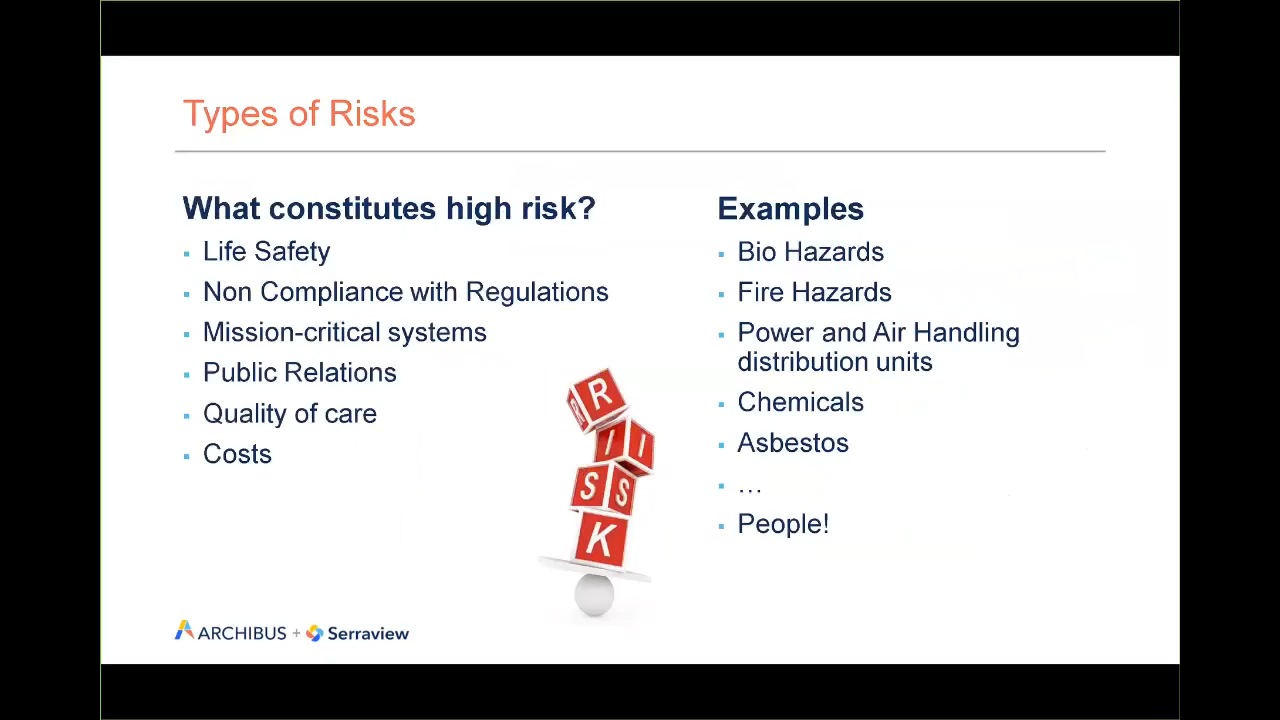 Types of Risks
What constitutes high risk?
▪ Life Safety
▪ Non Compliance with Regulations
▪ Mission-critical systems
▪ Public Relations
▪ Quality of care
▪ Costs
Examples
▪ Bio Hazards
▪ Fire Hazards
▪ Power and Air Handling
distribution units
▪ Chemicals
▪ Asbestos
▪ …
▪ People!
R R
I I
S S
K
ARCHIBUS + Serraview